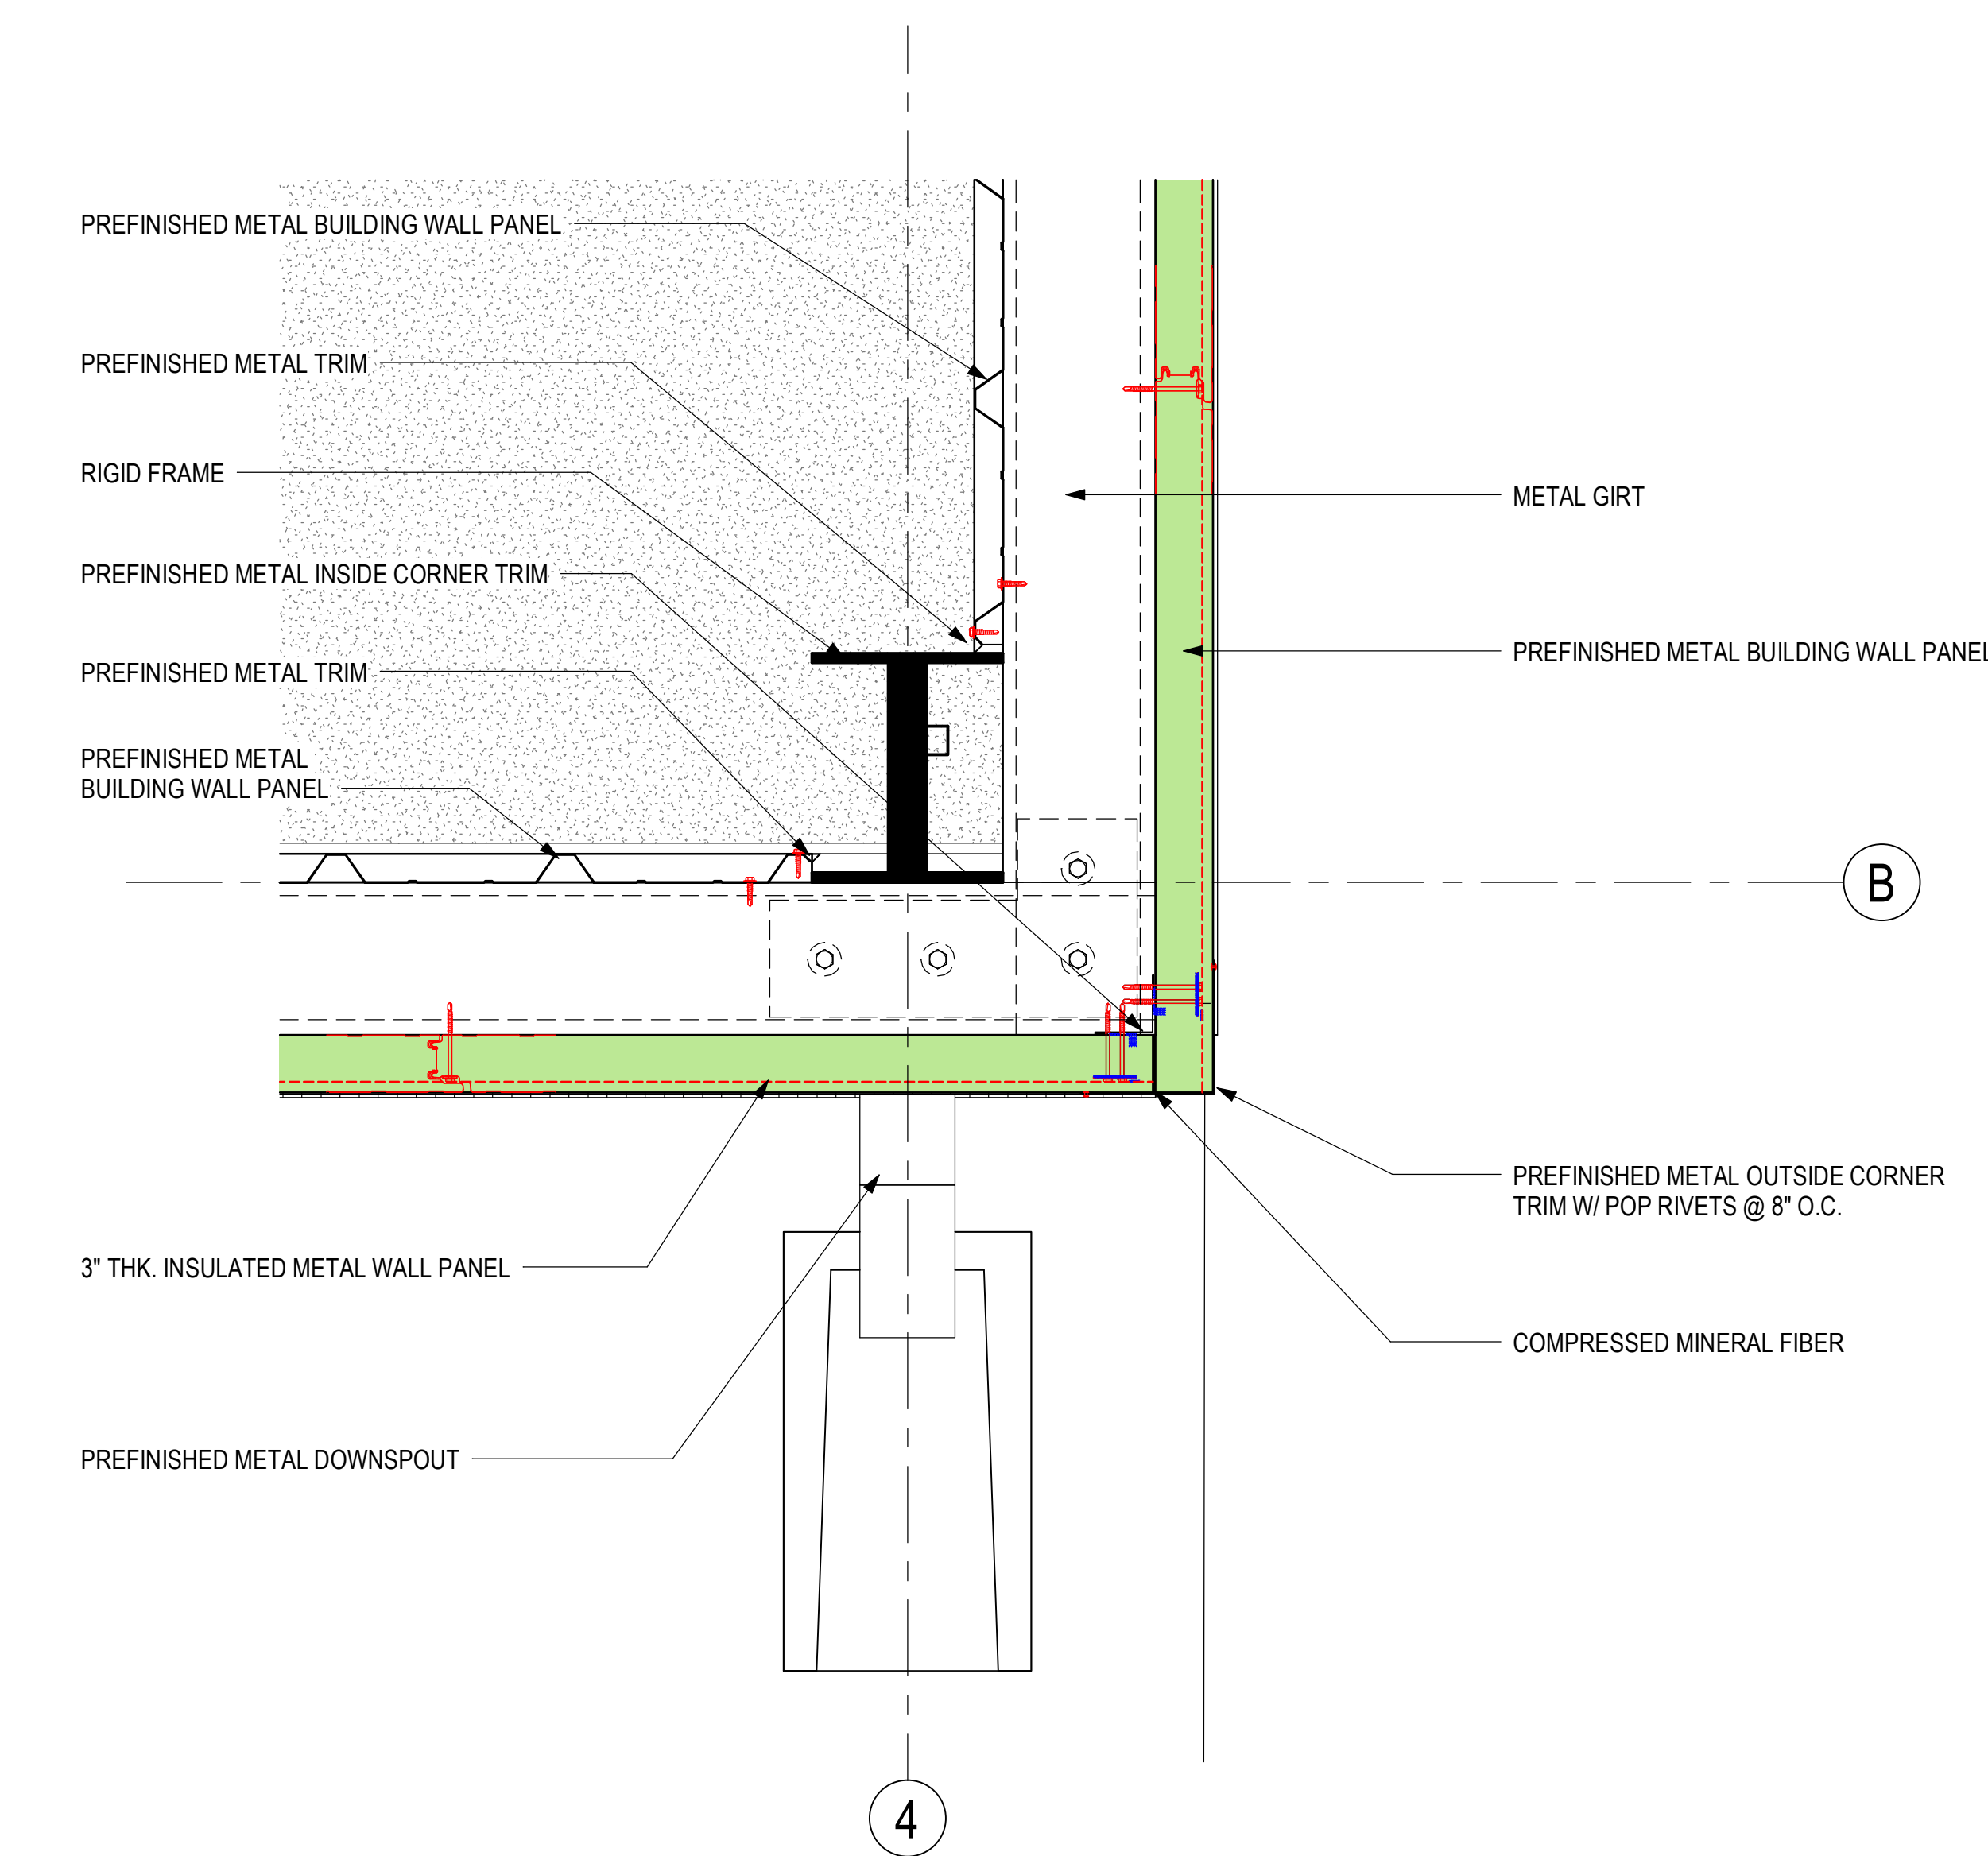 PREFINISHED METAL BUILDING WALL PANEL
PREFINISHED METAL TRIM
RIGID FRAME
PREFINISHED METAL INSIDE CORNER TRIM
PREFINISHED METAL TRIM
PREFINISHED METAL
BUILDING WALL PANEL
3" THK. INSULATED METAL WALL PANEL
PREFINISHED METAL DOWNSPOUT
METAL GIRT
PREFINISHED METAL BUILDING WALL PANEL
B
PREFINISHED METAL OUTSIDE CORNER
TRIM W/ POP RIVETS @ 8" O.C.
COMPRESSED MINERAL FIBER
4